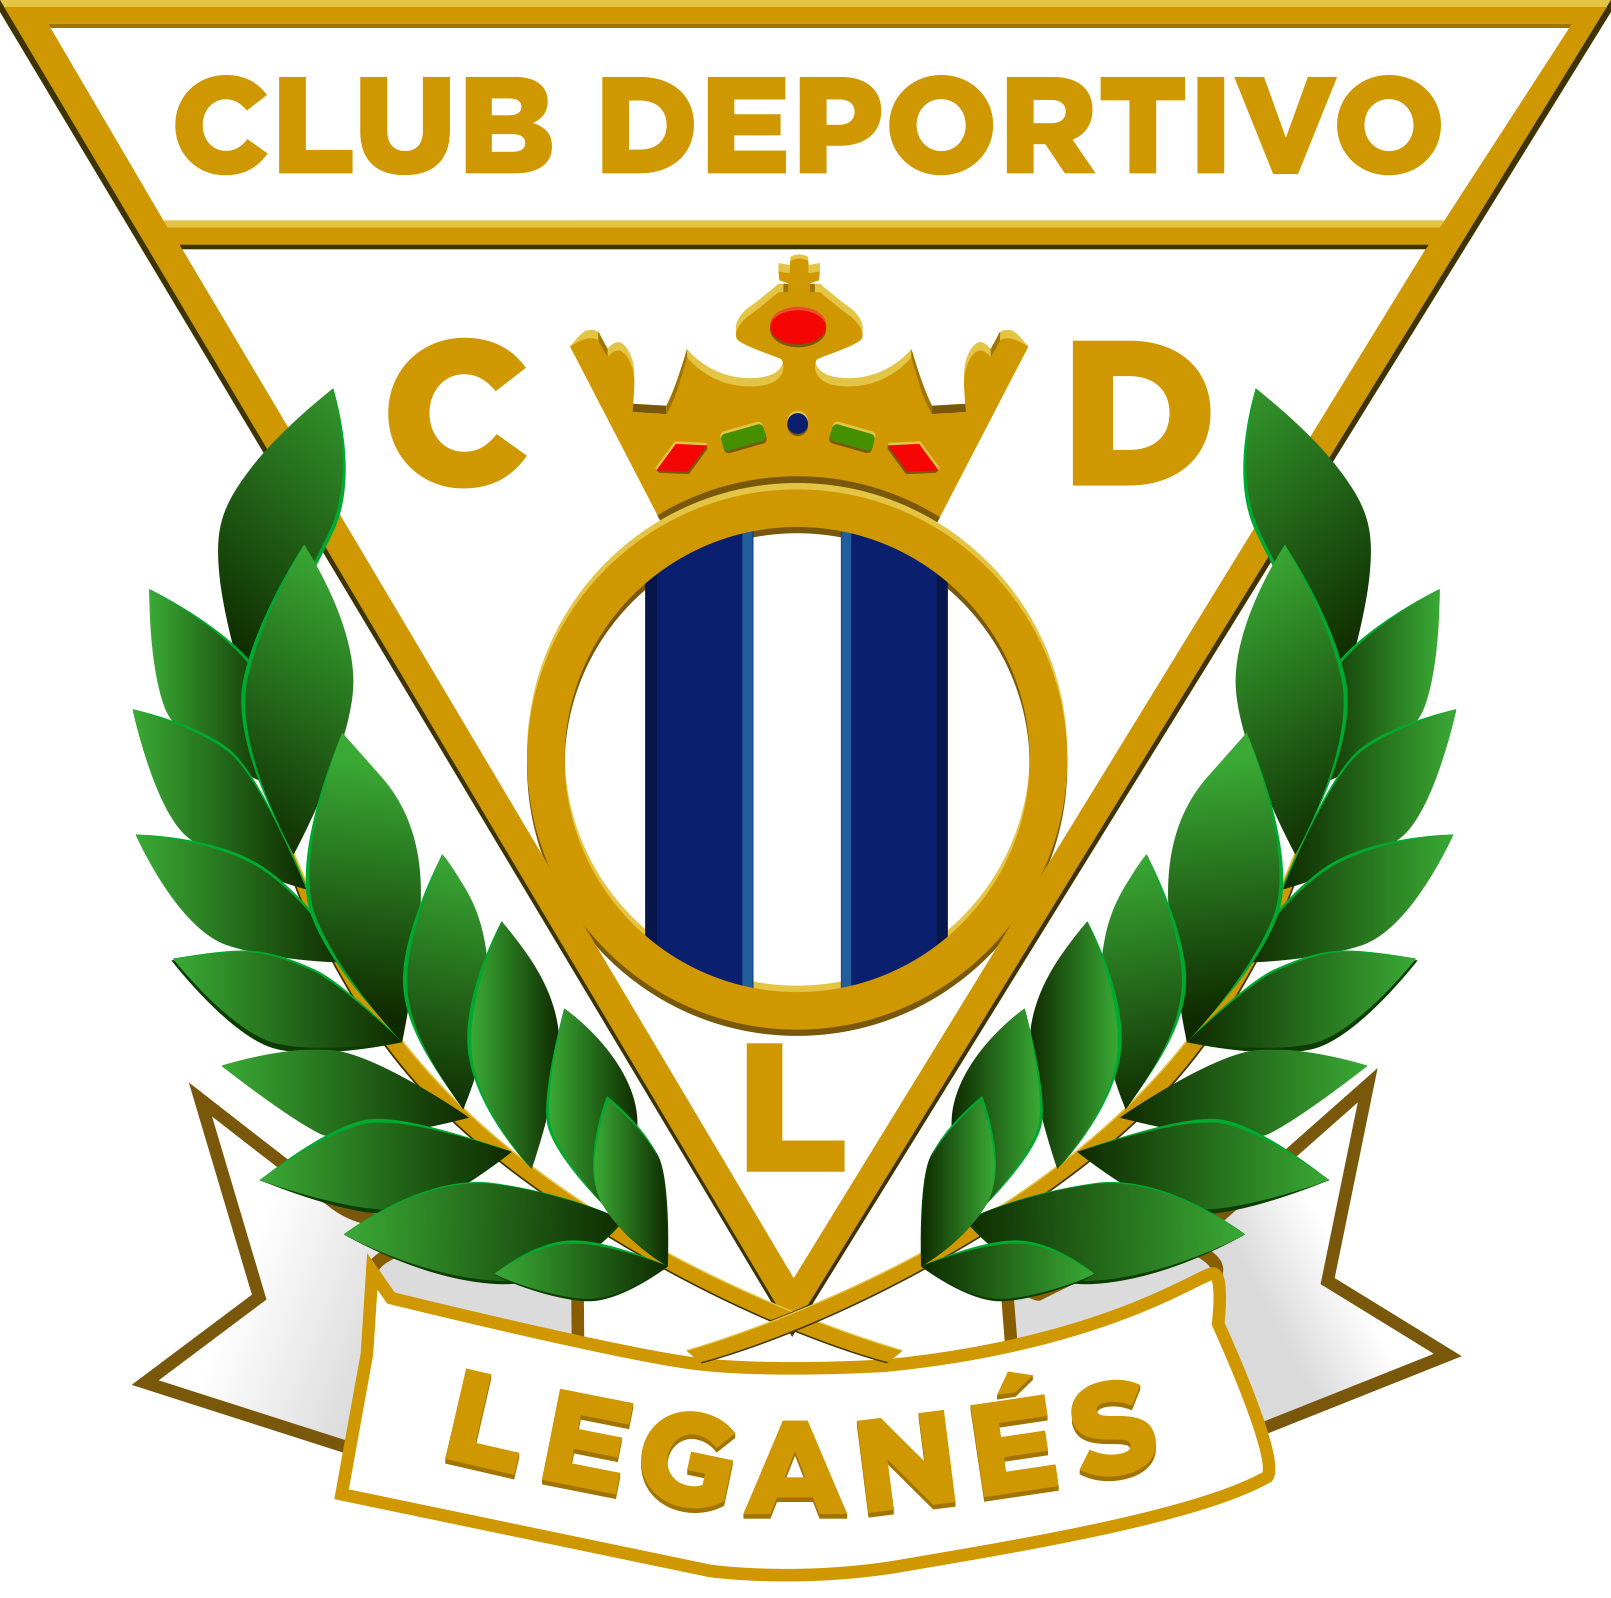 CLUB DEPORTIVO
C D
L
LEGANÉS